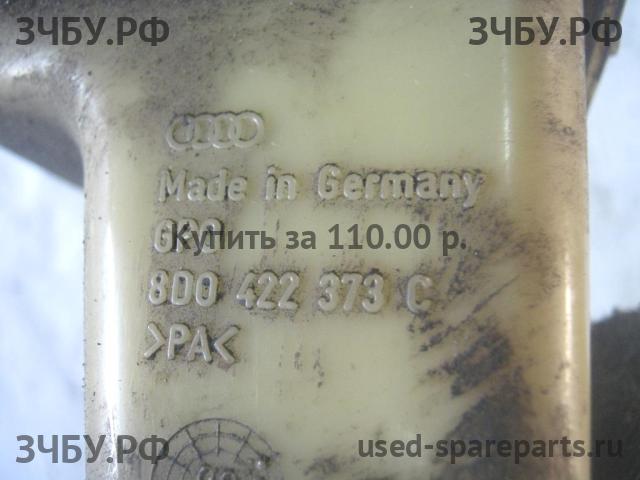 ЗЧБУ.РФ ЗЧБУ.РФ
Made in Germany
Купить за 110.00 р.
8D0 422 373 C
>PA<
ЗЧБУ.РФ used-spareparts.ru